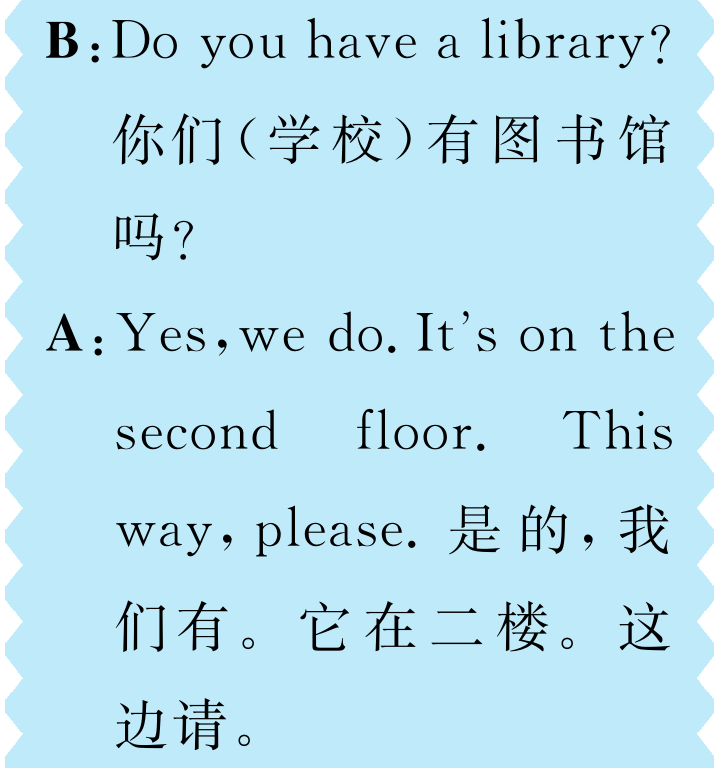 B:Do you have a library?
你们(学校)有图书馆
吗?
A:Yes,we do. It's on the
second floor. This
way, please. 是的,我
们有。它在二楼。这
边请。